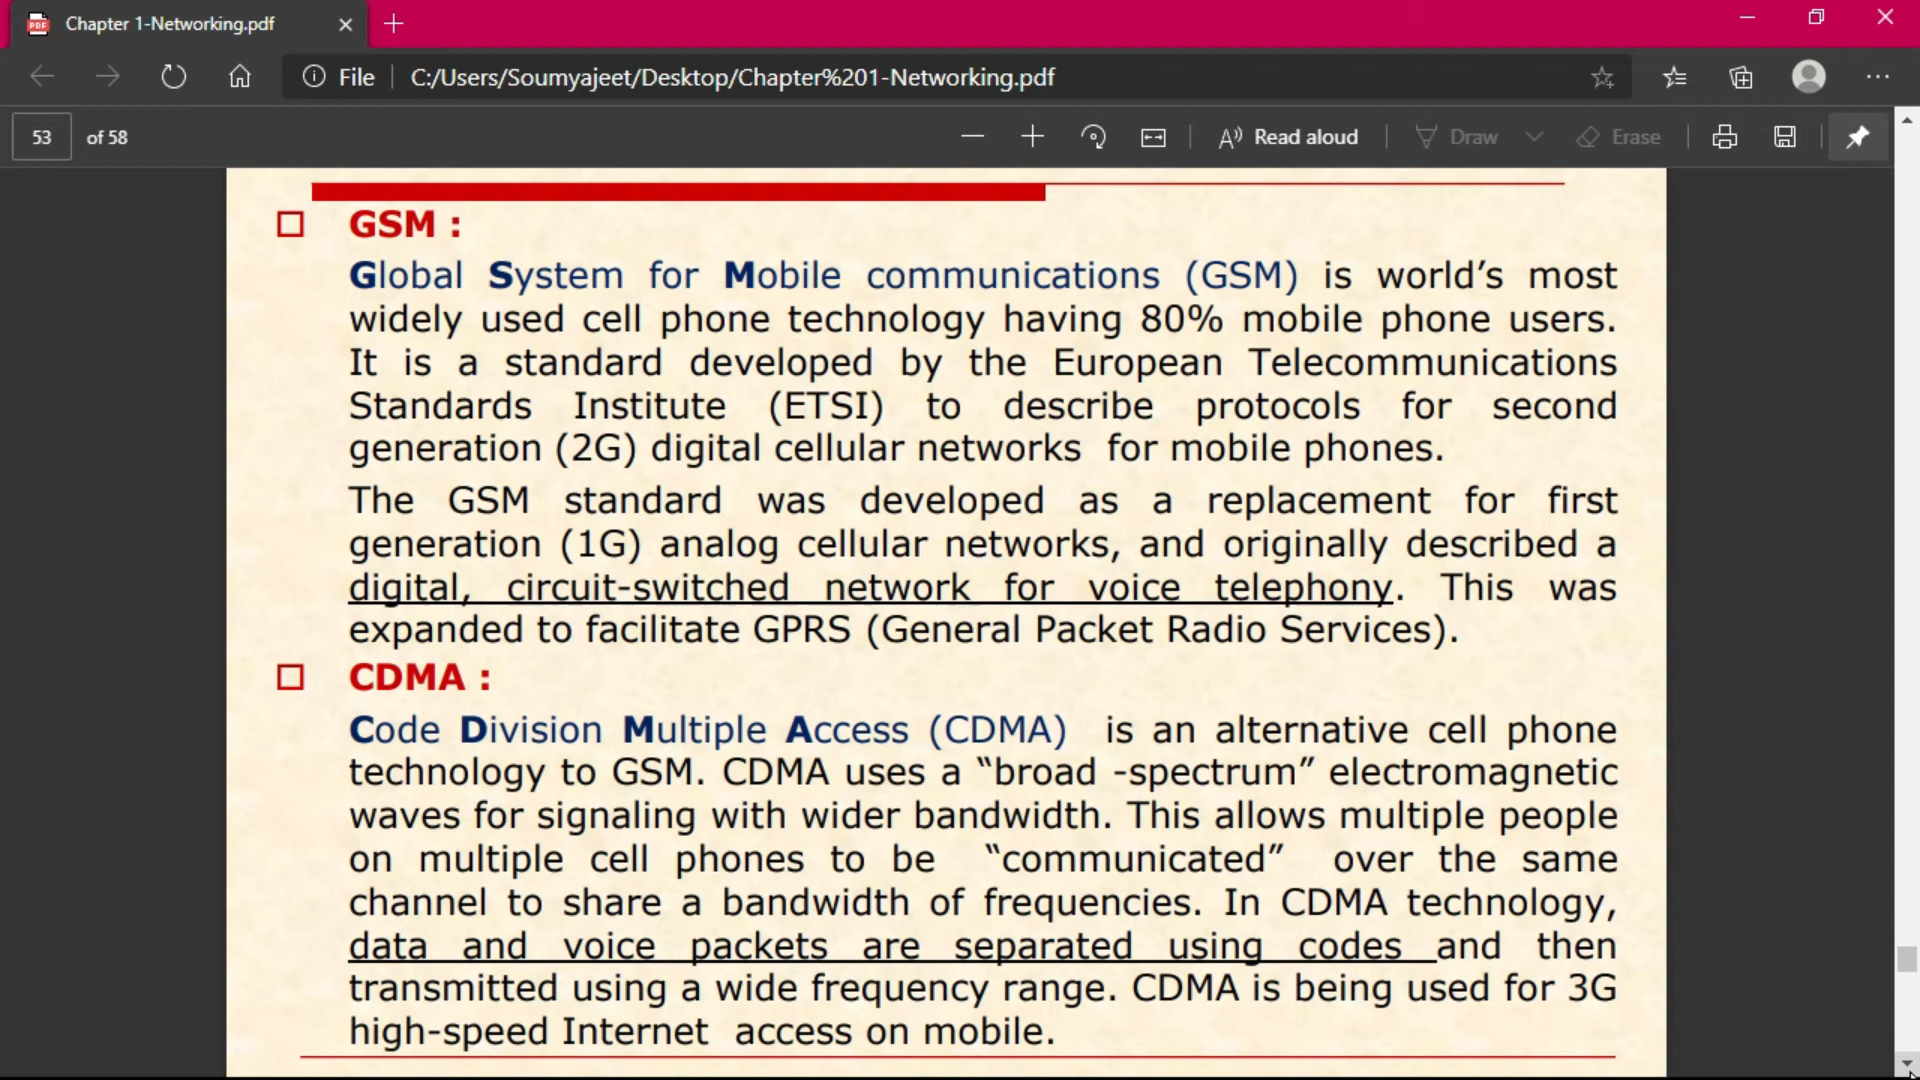 Chapter 1-Networking.pdf
File
C:/Users/Soumyajeet/Desktop/Chapter%201-Networking.pdf
53 of 58
Read aloud
Draw
Erase
GSM :
Global System for Mobile communications (GSM) is world’s most
widely used cell phone technology having 80% mobile phone users.
It is a standard developed by the European Telecommunications
Standards Institute (ETSI) to describe protocols for second
generation (2G) digital cellular networks for mobile phones.
The GSM standard was developed as a replacement for first
generation (1G) analog cellular networks, and originally described a
digital, circuit-switched network for voice telephony. This was
expanded to facilitate GPRS (General Packet Radio Services).
CDMA :
Code Division Multiple Access (CDMA) is an alternative cell phone
technology to GSM. CDMA uses a “broad -spectrum” electromagnetic
waves for signaling with wider bandwidth. This allows multiple people
on multiple cell phones to be “communicated” over the same
channel to share a bandwidth of frequencies. In CDMA technology,
data and voice packets are separated using codes and then
transmitted using a wide frequency range. CDMA is being used for 3G
high-speed Internet access on mobile.